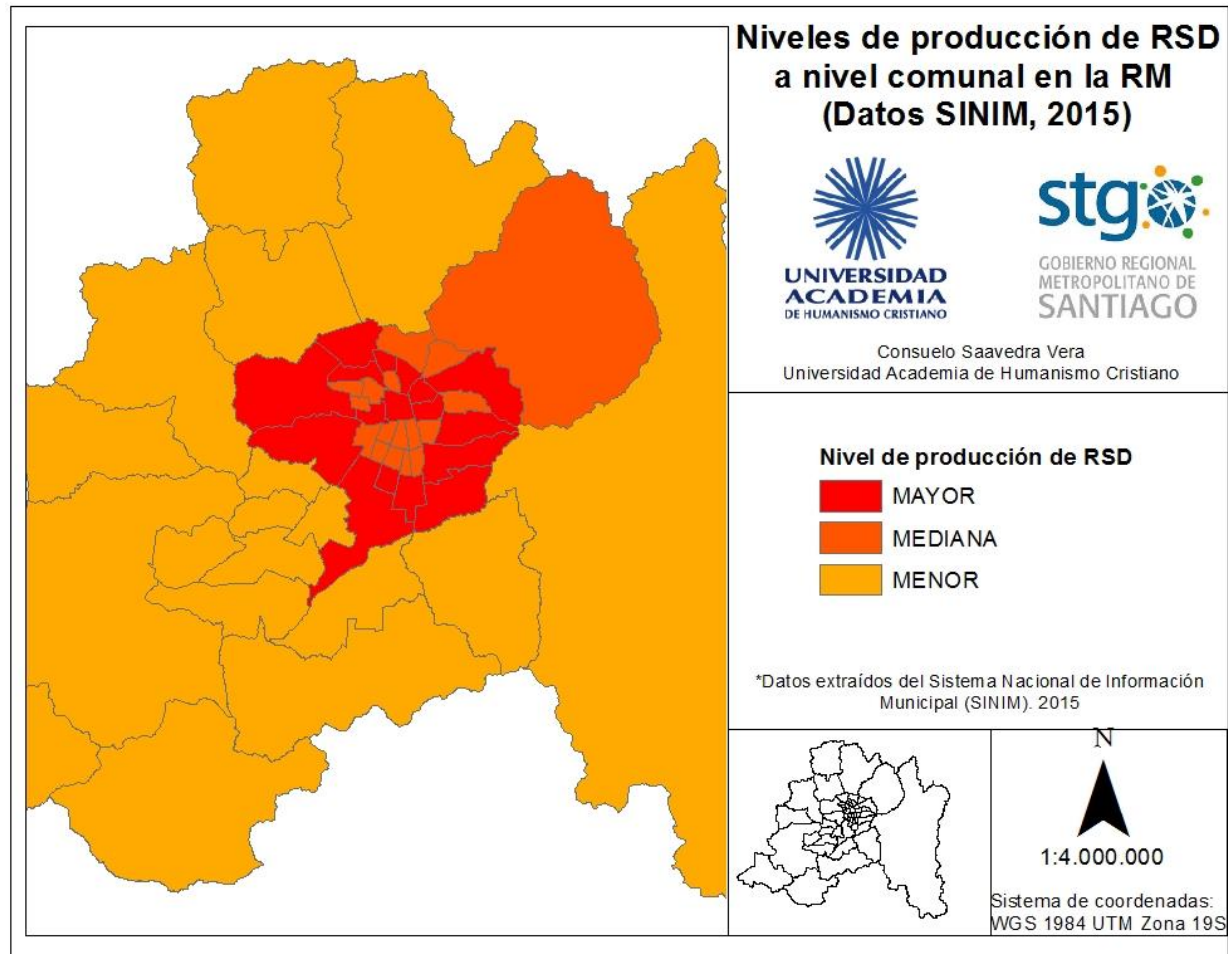 Niveles de producción de RSD
a nivel comunal en la RM
(Datos SINIM, 2015)
UNIVERSIDAD
ACADEMIA
DE HUMANISMO CRISTIANO
stg
GOBIERNO REGIONAL
METROPOLITANO DE
SANTIAGO
Consuelo Saavedra Vera
Universidad Academia de Humanismo Cristiano
Nivel de producción de RSD
MAYOR
MEDIANA
MENOR
*Datos extraídos del Sistema Nacional de Información
Municipal (SINIM). 2015
N
1:4.000.000
Sistema de coordenadas:
WGS 1984 UTM Zona 19S